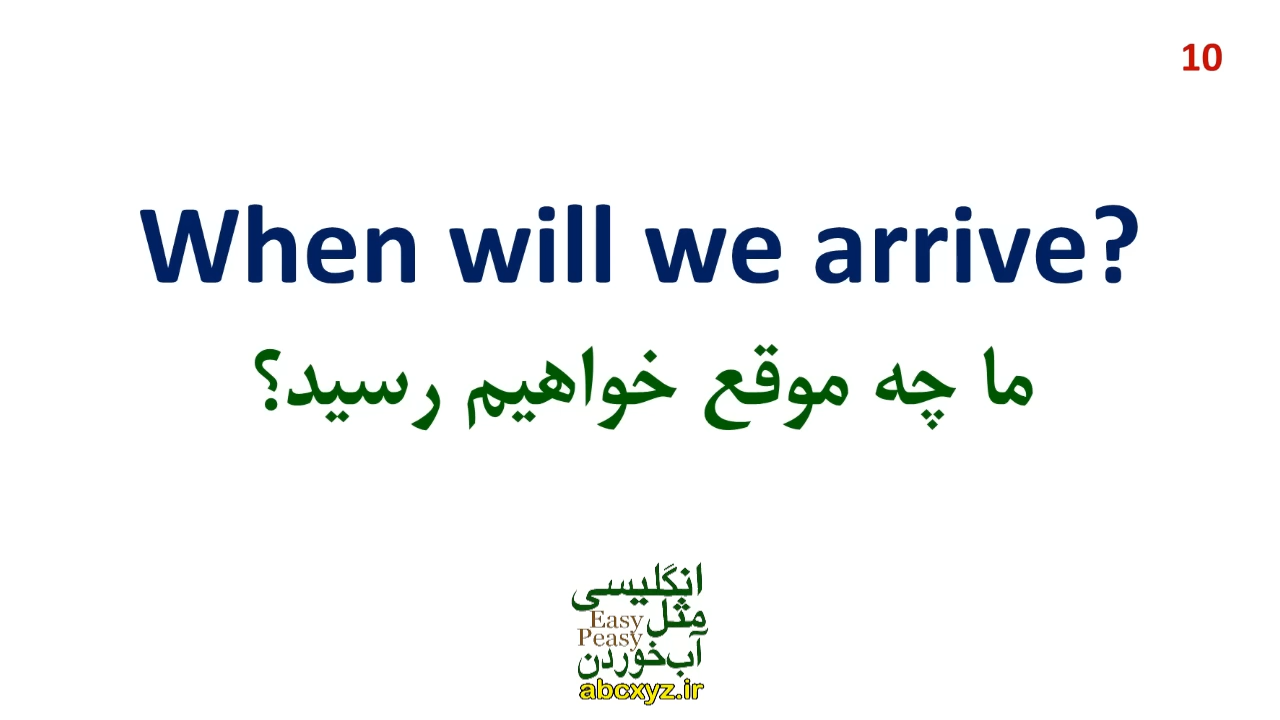 10
When will we arrive?
ما چه موقع خواهیم رسید؟
انگلیسی
مثل
Easy
Peasy
آب‌خوردن
abcxyz.ir